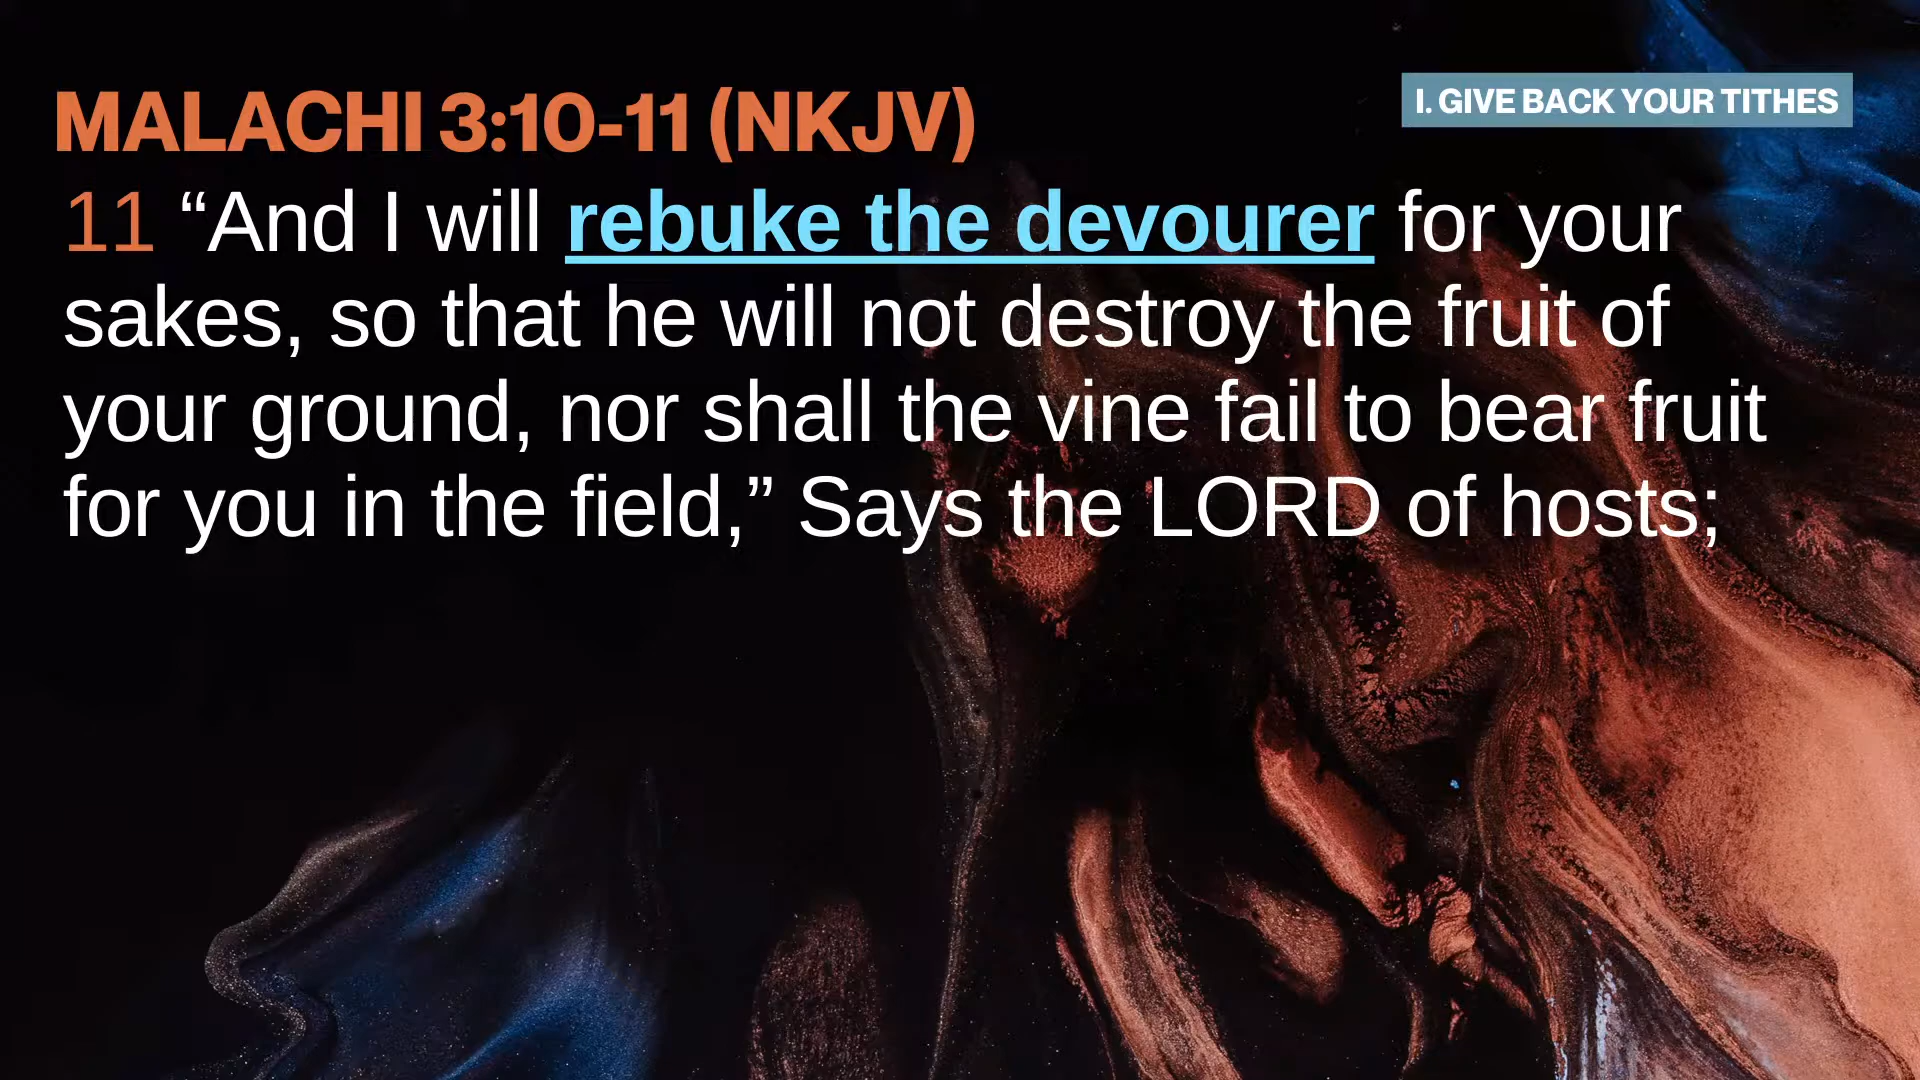 MALACHI 3:10-11 (NKJV)
I. GIVE BACK YOUR TITHES
11 “And I will rebuke the devourer for your
sakes, so that he will not destroy the fruit of
your ground, nor shall the vine fail to bear fruit
for you in the field,” Says the LORD of hosts;